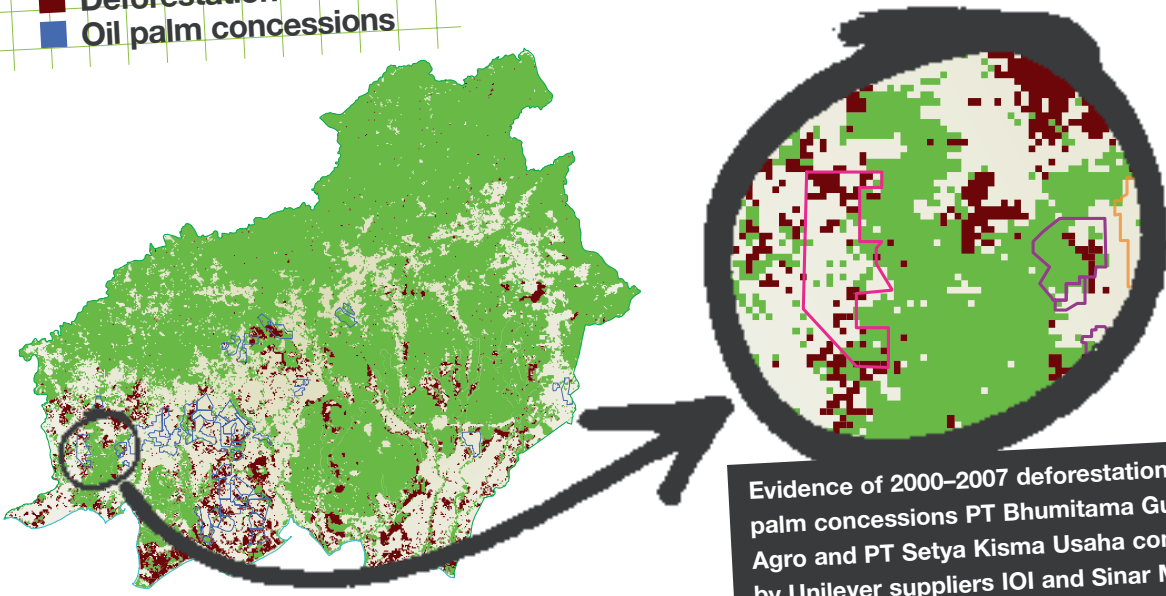 Deforestation
Oil palm concessions
Evidence of 2000–2007 deforestation
palm concessions PT Bhumitama
Agro and PT Setya Kisma Usaha
by Unilever suppliers IOI and Sinar